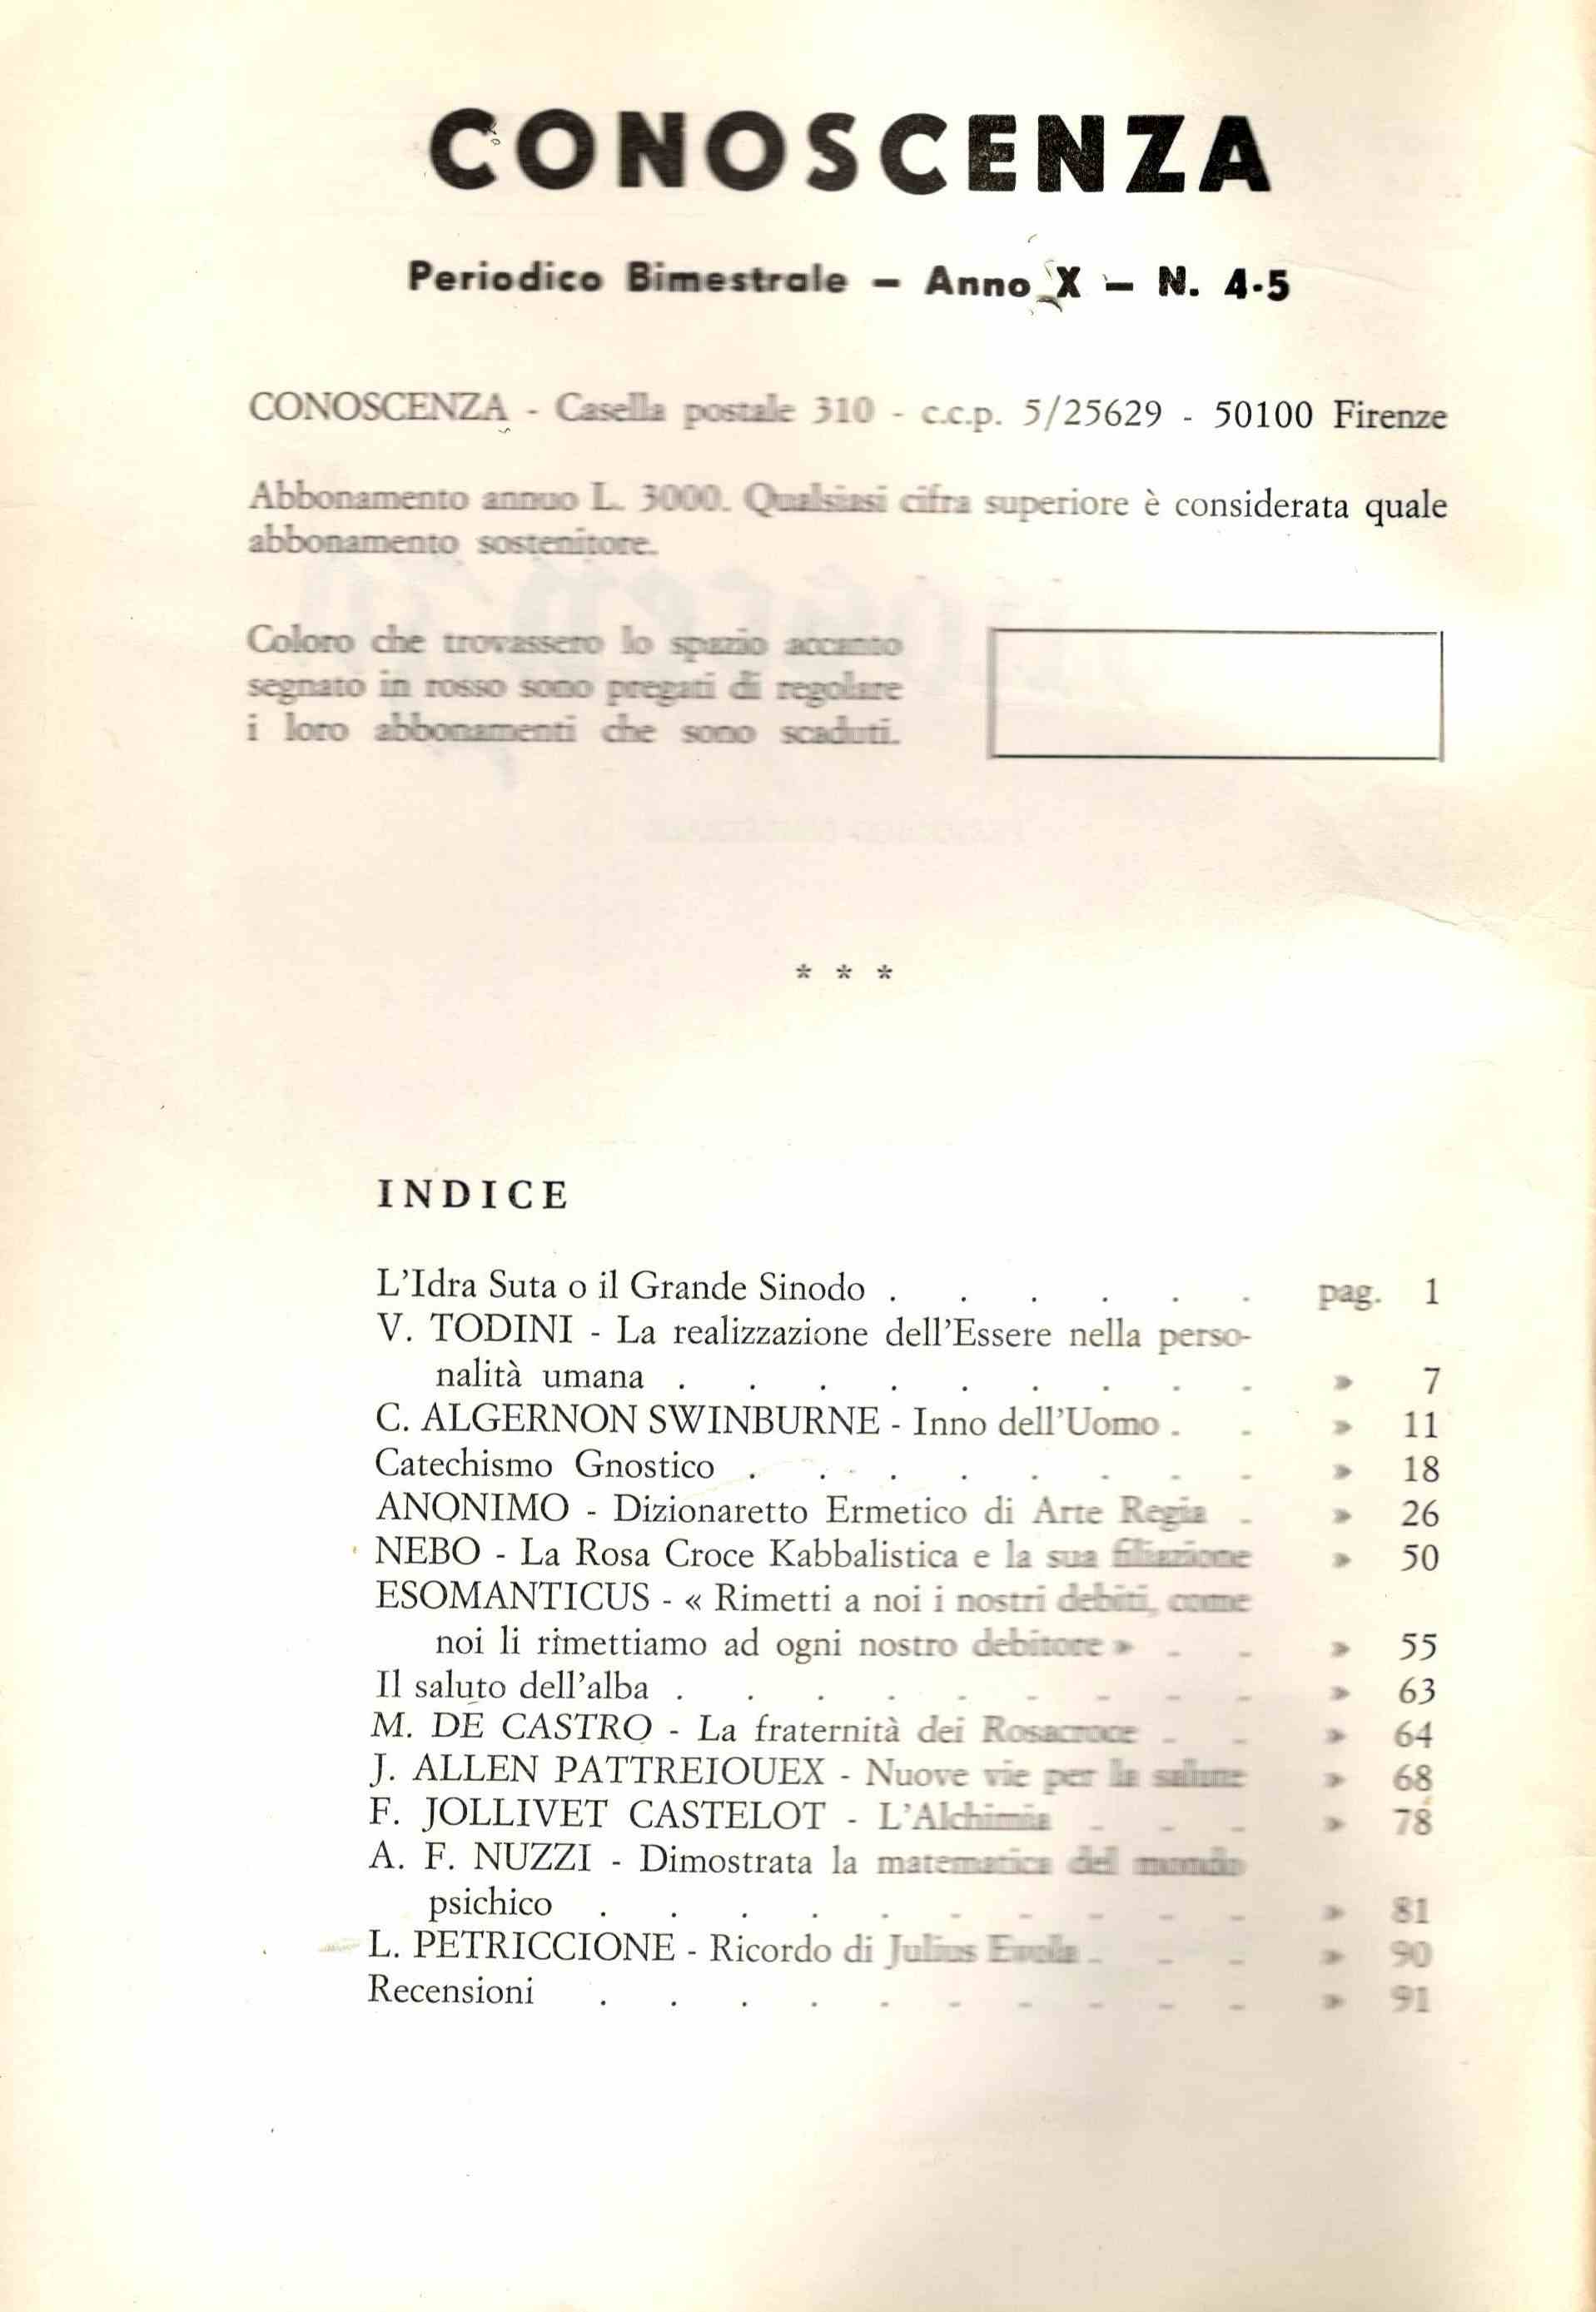 CONOSCENZA
Periodico Bimestrale — Anno X — N. 4-5
CONOSCENZA - Casella postale 310 - c.c.p. 5/25629 - 50100 Firenze
Abbonamento annuo L. 3000. Qualsiasi cifra superiore è considerata quale
abbonamento sostenitore.
Coloro che trovassero lo spazio accanto
segnato in rosso sono pregati di regolare
i loro abbonamenti che sono scaduti.
* * *
INDICE
L'Idra Suta o il Grande Sinodo . . . . . . pag. 1
V. TODINI - La realizzazione dell'Essere nella perso-
nalità umana . . . . . . . . . » 7
C. ALGERNON SWINBURNE - Inno dell'Uomo . . » 11
Catechismo Gnostico . . . . . . . . » 18
ANONIMO - Dizionaretto Ermetico di Arte Regia . » 26
NEBO - La Rosa Croce Kabbalistica e la sua filiazione » 50
ESOMANTICUS - « Rimetti a noi i nostri debiti, come
noi li rimettiamo ad ogni nostro debitore » . . » 55
Il saluto dell'alba . . . . . . . . . » 63
M. DE CASTRO - La fraternità dei Rosacroce . . » 64
J. ALLEN PATTREIOUEX - Nuove vie per la salute » 68
F. JOLLIVET CASTELOT - L'Alchimia . . . » 78
A. F. NUZZI - Dimostrata la matematica del mondo
psichico . . . . . . . . . . » 81
L. PETRICCIONE - Ricordo di Julius Evola . . . » 90
Recensioni . . . . . . . . . . » 91